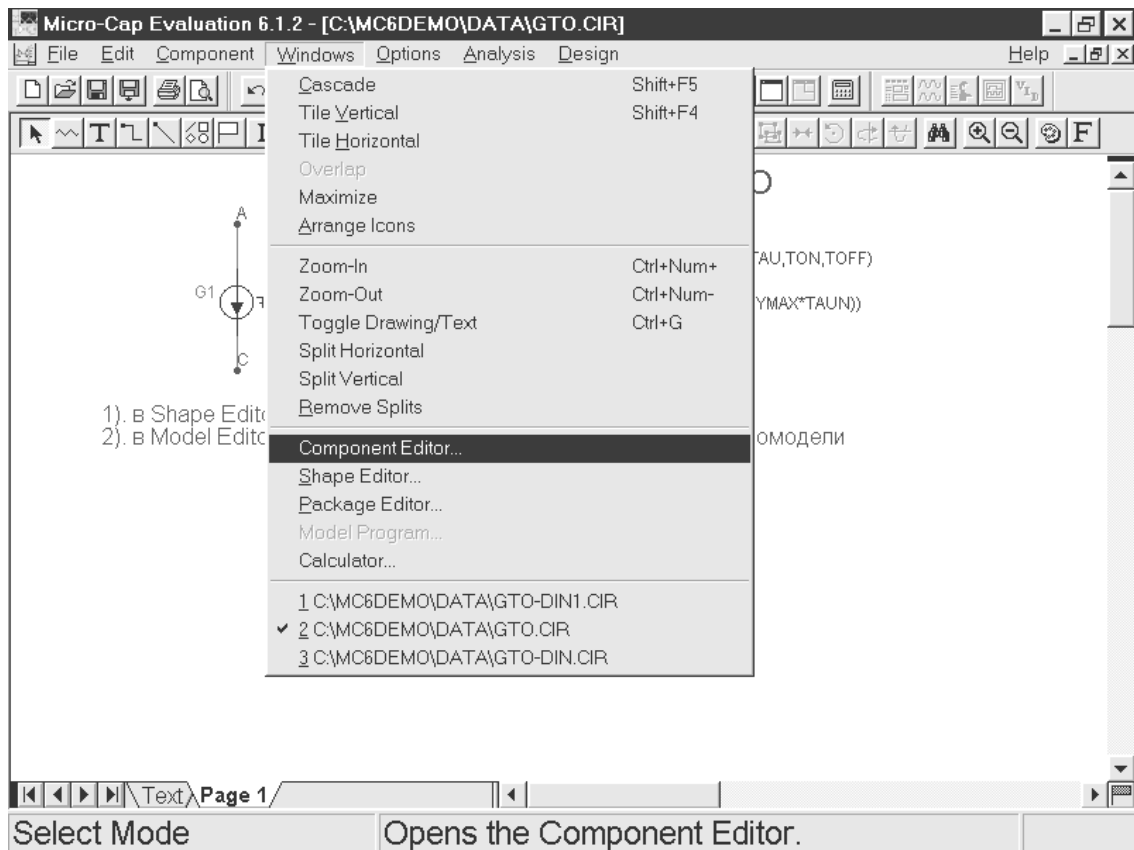 Micro-Cap Evaluation 6.1.2 - [C:\MC6DEMO\DATA\GTO.CIR]
File Edit Component Windows Options Analysis Design Help
T F
Cascade Shift+F5
Tile Vertical Shift+F4
Tile Horizontal
Overlap
Maximize
Arrange Icons
Zoom-In Ctrl+Num+
Zoom-Out Ctrl+Num-
Toggle Drawing/Text Ctrl+G
Split Horizontal
Split Vertical
Remove Splits
Component Editor...
Shape Editor...
Package Editor...
Model Program...
Calculator...
1 C:\MC6DEMO\DATA\GTO-DIN1.CIR
2 C:\MC6DEMO\DATA\GTO.CIR
3 C:\MC6DEMO\DATA\GTO-DIN.CIR
A
G1
C
TAU,TON,TOFF)
YMAX*TAUN))
1). в Shape Edit
2). в Model Edit омодели
Text Page 1
Select Mode Opens the Component Editor.